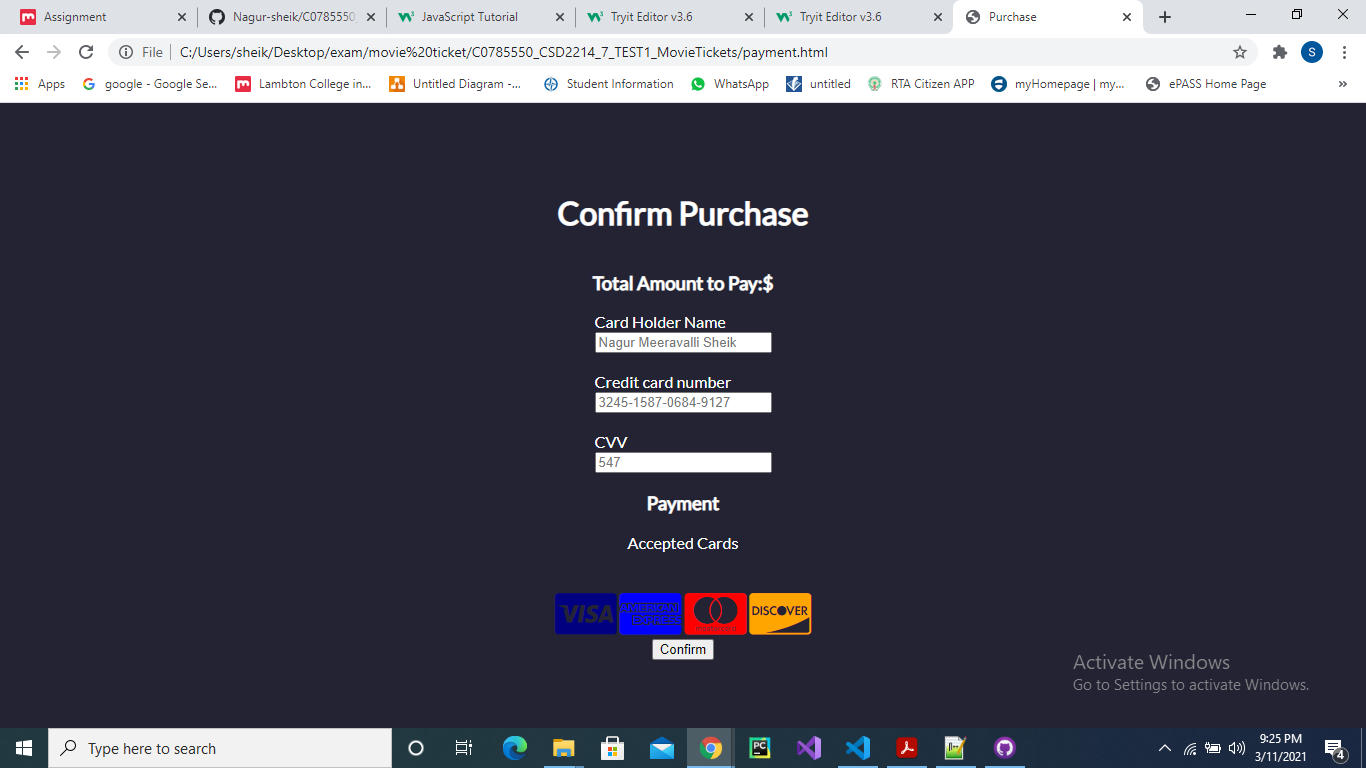 Assignment
Nagur-sheik/C0785550_
JavaScript Tutorial
Tryit Editor v3.6
Tryit Editor v3.6
Purchase
File
C:/Users/sheik/Desktop/exam/movie%20ticket/C0785550_CSD2214_7_TEST1_MovieTickets/payment.html
S
Apps
google - Google Se...
Lambton College in...
Untitled Diagram -...
Student Information
WhatsApp
untitled
RTA Citizen APP
myHomepage | my...
ePASS Home Page
»
Confirm Purchase
Total Amount to Pay:$
Card Holder Name
Nagur Meeravalli Sheik
Credit card number
3245-1587-0684-9127
CVV
547
Payment
Accepted Cards
VISA
AMERICAN
EXPRESS
DISCOVER
Confirm
Activate Windows
Go to Settings to activate Windows.
Type here to search
PC
9:25 PM
3/11/2021
4